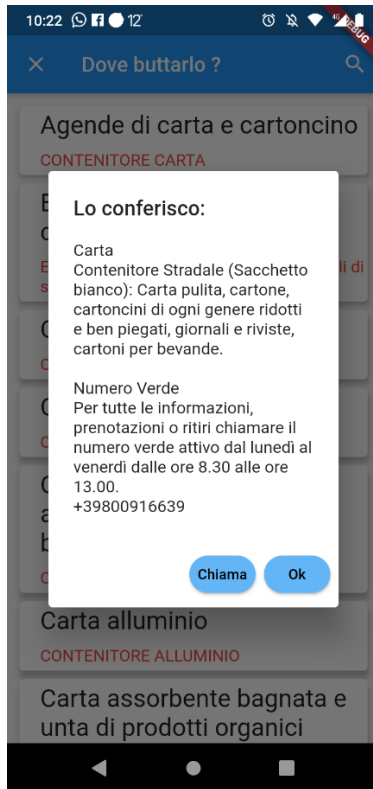 10:22 12°
DEBUG
Dove buttarlo ?
Agende di carta e cartoncino
CONTENITORE CARTA
Lo conferisco:
Carta
Contenitore Stradale (Sacchetto
bianco): Carta pulita, cartone,
cartoncini di ogni genere ridotti
e ben piegati, giornali e riviste,
cartoni per bevande.
Numero Verde
Per tutte le informazioni,
prenotazioni o ritiri chiamare il
numero verde attivo dal lunedì al
venerdì dalle ore 8.30 alle ore
13.00.
+39800916639
Chiama Ok
Carta alluminio
CONTENITORE ALLUMINIO
Carta assorbente bagnata e
unta di prodotti organici